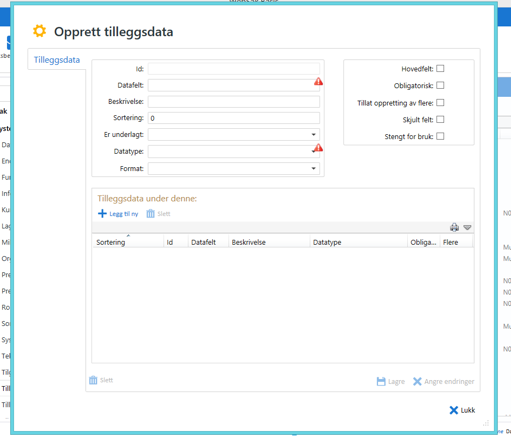 Opprett tilleggsdata
Tilleggsdata
Id:
Datafelt:
Beskrivelse:
Sortering: 0
Er underlagt:
Datatype:
Format:
Hovedfelt:
Obligatorisk:
Tillat oppretting av flere:
Skjult felt:
Stengt for bruk:
Tilleggsdata under denne:
Legg til ny Slett
Sortering Id Datafelt Beskrivelse Datatype Obliga... Flere
Slett Lagre Angre endringer
Lukk